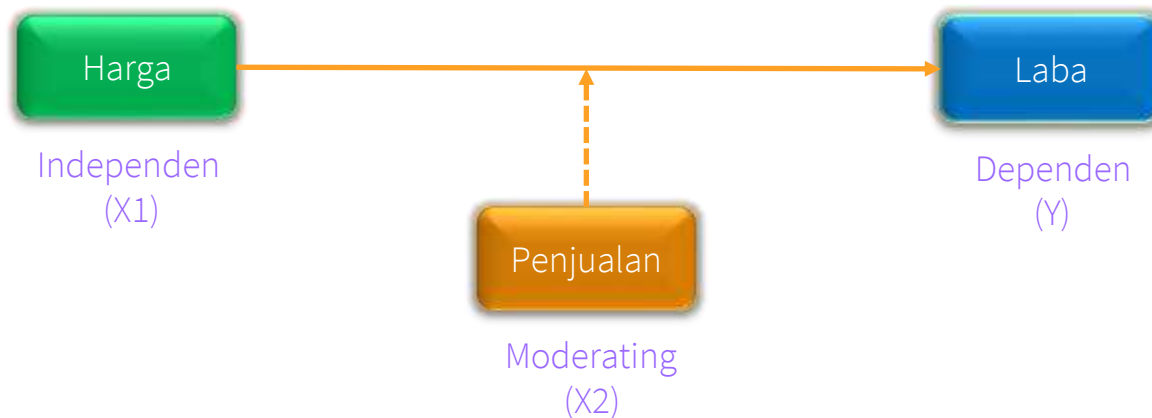 Harga
Laba
Independen
(X1)
Dependen
(Y)
Penjualan
Moderating
(X2)